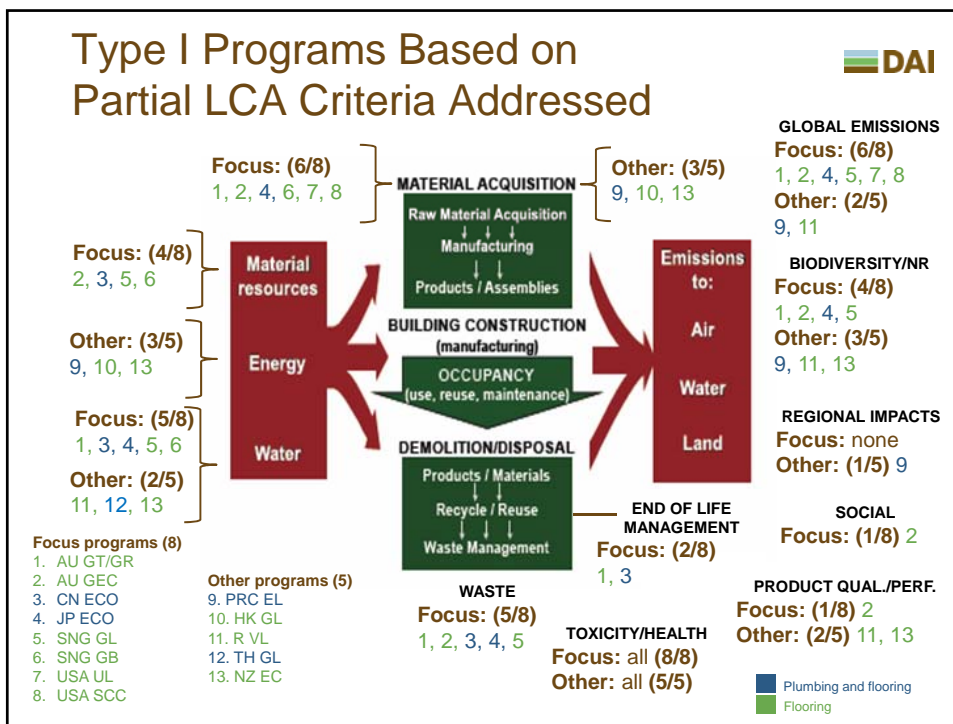 Type I Programs Based on
Partial LCA Criteria Addressed
DAI
Focus: (6/8)
1, 2, 4, 6, 7, 8
MATERIAL ACQUISITION
Raw Material Acquisition
Manufacturing
Products / Assemblies
Other: (3/5)
9, 10, 13
GLOBAL EMISSIONS
Focus: (6/8)
1, 2, 4, 5, 7, 8
Other: (2/5)
9, 11
Focus: (4/8)
2, 3, 5, 6
Other: (3/5)
9, 10, 13
Focus: (5/8)
1, 3, 4, 5, 6
Other: (2/5)
11, 12, 13
Material
resources
Energy
Water
BUILDING CONSTRUCTION
(manufacturing)
OCCUPANCY
(use, reuse, maintenance)
DEMOLITION/DISPOSAL
Products / Materials
Recycle / Reuse
Waste Management
Emissions
to:
Air
Water
Land
BIODIVERSITY/NR
Focus: (4/8)
1, 2, 4, 5
Other: (3/5)
9, 11, 13
REGIONAL IMPACTS
Focus: none
Other: (1/5) 9
SOCIAL
Focus: (1/8) 2
PRODUCT QUAL./PERF.
Focus: (1/8) 2
Other: (2/5) 11, 13
END OF LIFE
MANAGEMENT
Focus: (2/8)
1, 3
WASTE
Focus: (5/8)
1, 2, 3, 4, 5
TOXICITY/HEALTH
Focus: all (8/8)
Other: all (5/5)
Focus programs (8)
1. AU GT/GR
2. AU GEC
3. CN ECO
4. JP ECO
5. SNG GL
6. SNG GB
7. USA UL
8. USA SCC
Other programs (5)
9. PRC EL
10. HK GL
11. R VL
12. TH GL
13. NZ EC
Plumbing and flooring
Flooring